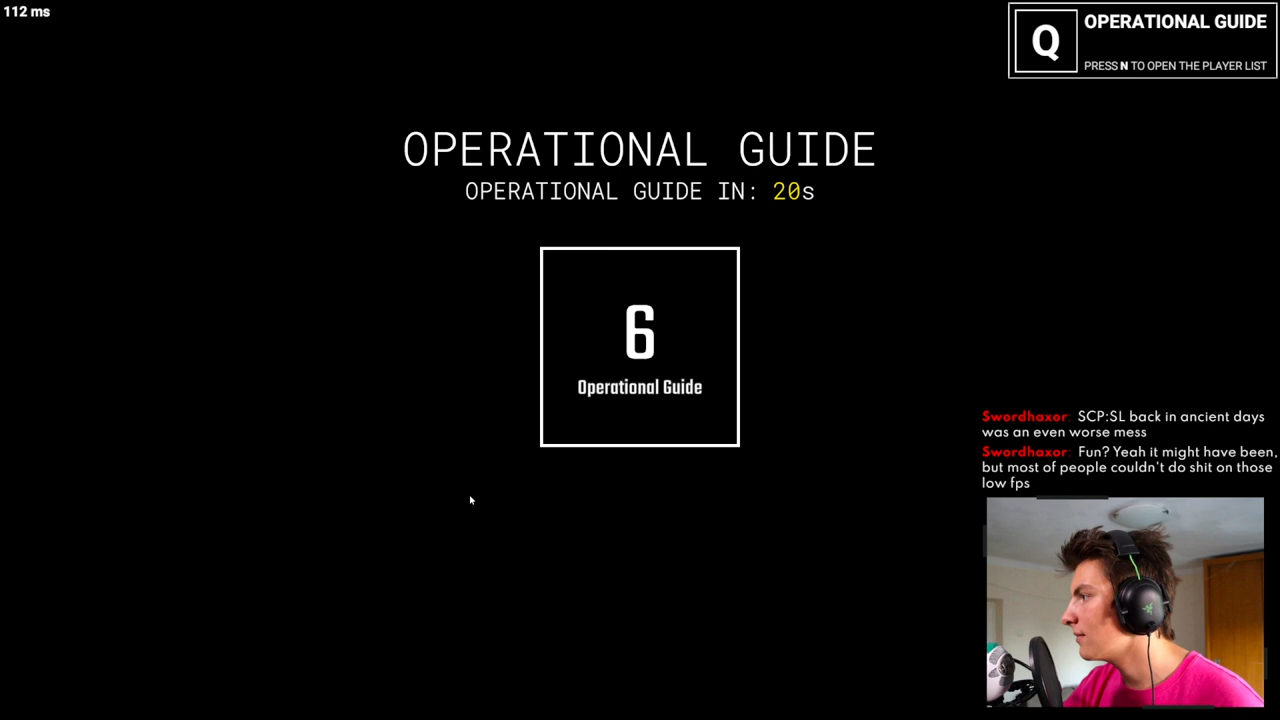 112 ms
Q
OPERATIONAL GUIDE
PRESS N TO OPEN THE PLAYER LIST
OPERATIONAL GUIDE
OPERATIONAL GUIDE IN: 20s
6
Operational Guide
Swordhaxor: SCP:SL back in ancient days
was an even worse mess
Swordhaxor: Fun? Yeah it might have been,
but most of people couldn't do shit on those
low fps